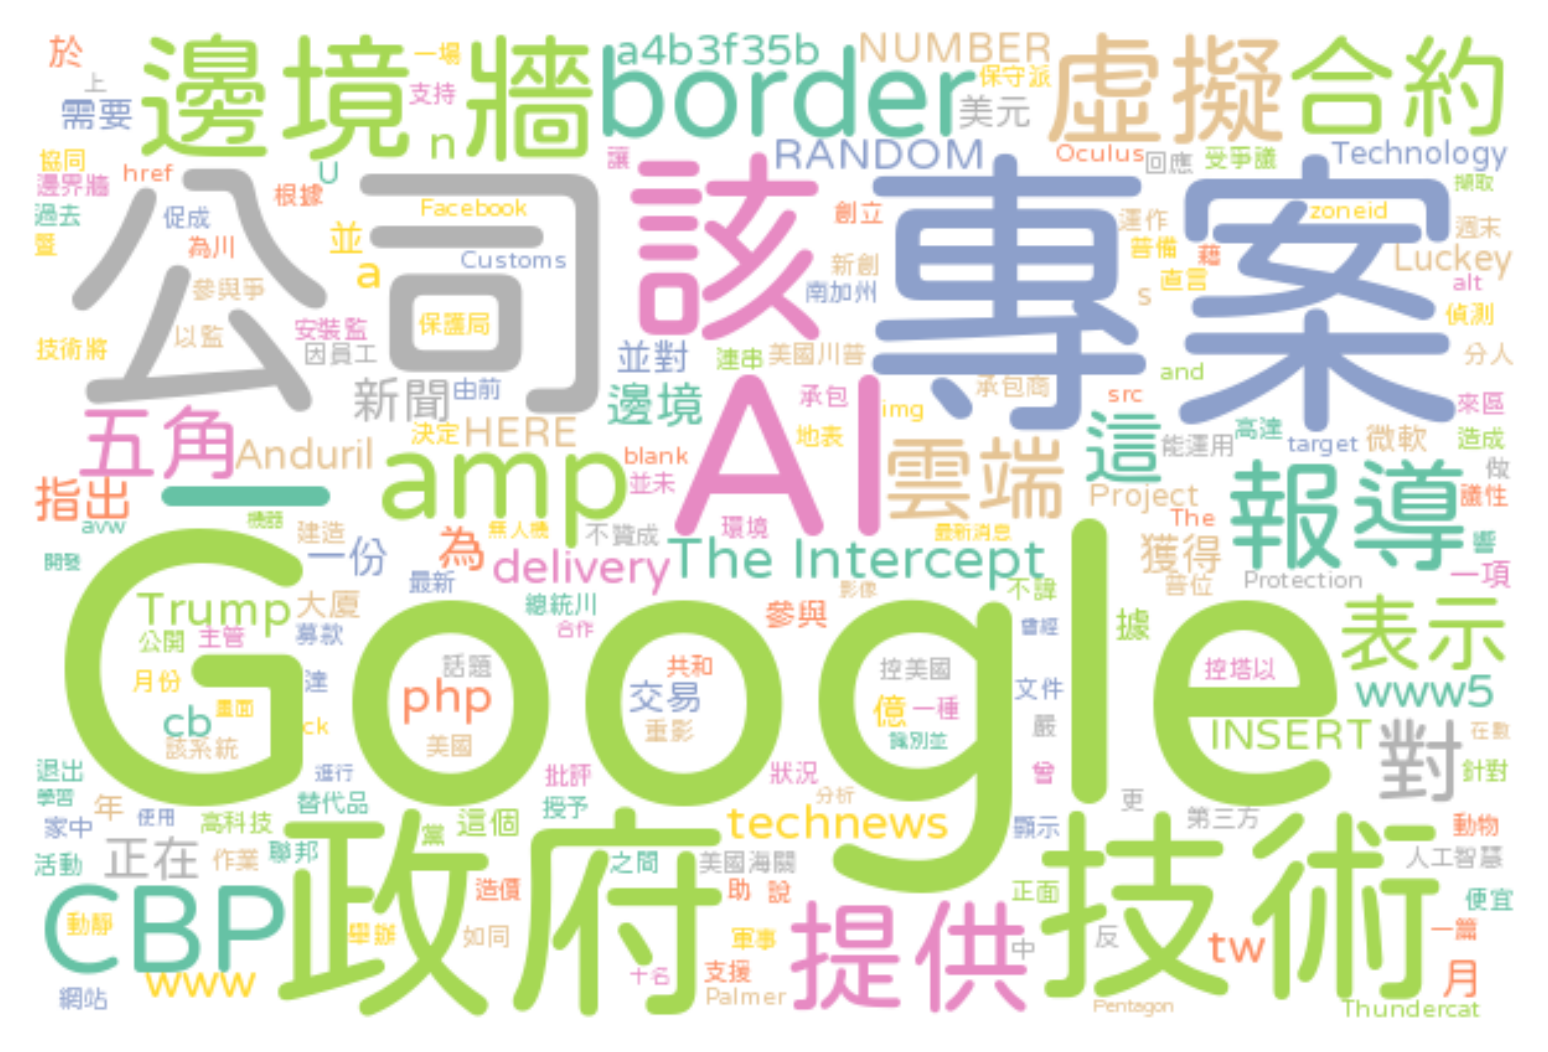 於 邊境牆 一場 a4b3f35b NUMBER 虛擬 合約
上 支持 border 保守派
需要 n 美元
協同 href U 讓 RANDOM Oculus 回應 受爭議 Technology
邊界牆 公司 根據 該 專案 擷取
過去 促成 Facebook 創立 運作 zoneid 週末
暨 為川 並 Customs 普備 藉 Luckey
參與爭 a 新創 直言 alt
南加州 s 偵測
技術將 以監 安裝監 保護局 並對 連串 美國川普 分人
因員工 and
新聞 由前 邊境 AI 承包 承包商 src 來區
五角 Anduril 決定 HERE img 地表 雲端 這 能運用 高達 target 微軟 造成
amp blank 做
指出 一 並未 Project 報導 議性
avw 機器 建造 無人機 不贊成 環境 最新消息 The 響
開發 一份 為 delivery The Intercept 獲得 一項
最新 影像 不諱 普位 Protection
Trump 大廈 Google 總統川 參與 據 表示
公開 主管 募款 合作 曾經
月份 達 話題 共和 控美國 控塔以
php 交易 億 一種 文件 www5
cb 畫面 ck 重影 嚴 INSERT 對 在數
該系統 美國 識別並
退出 進行 批評 狀況 曾 針對
學習 年 使用 替代品 授予 分析 更
家中 高科技 黨 這個 technews 顯示 第三方 動物
活動 正在 作業 聯邦 政府 之間 美國海關 技術 人工智慧
CBP 造價 助 說 正面 便宜
動靜 舉辦 如同 軍事 提供 中 反 tw 一篇
www 十名 支援 月
網站 Palmer Pentagon Thundercat